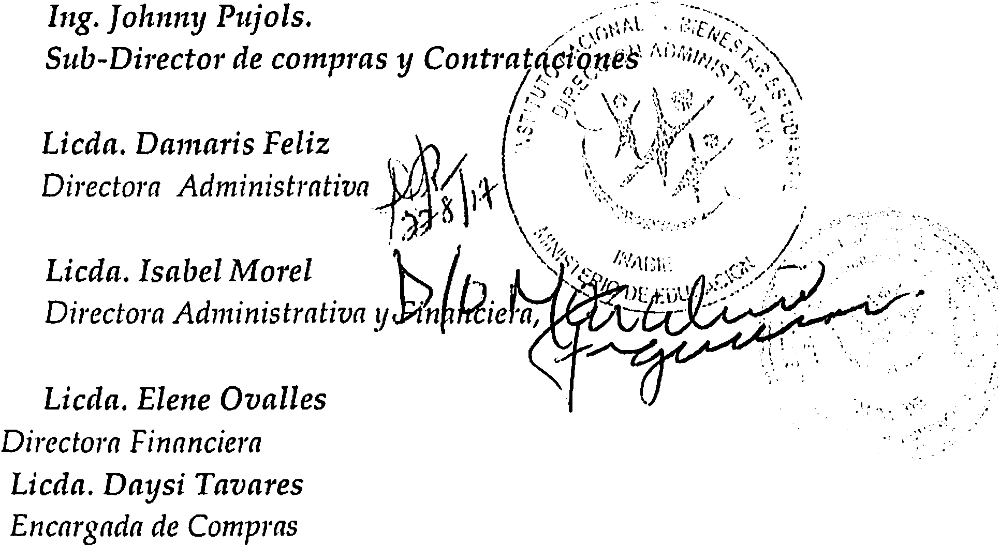 Ing. Johnny Pujols.
Sub-Director de compras y Contrataciones
INSTITUTO NACIONAL DE BIENESTAR ESTUDIANTIL
DIRECCION ADMINISTRATIVA
Licda. Damaris Feliz
Directora Administrativa
22/8/17
INABIE
MINISTERIO DE EDUCACION
Licda. Isabel Morel
Directora Administrativa y Financiera,
P/D
Licda. Elene Ovalles
Directora Financiera
Licda. Daysi Tavares
Encargada de Compras